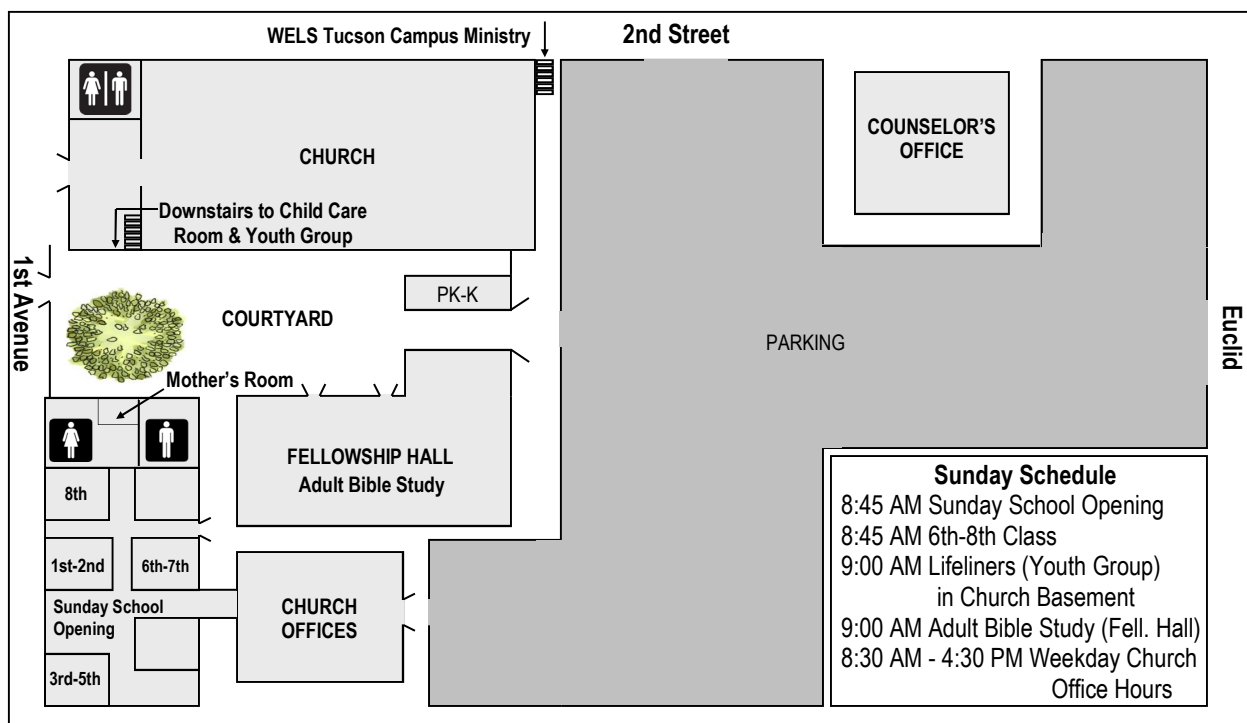 WELS Tucson Campus Ministry
2nd Street
COUNSELOR'S
OFFICE
CHURCH
Downstairs to Child Care
Room & Youth Group
1st Avenue
PK-K
COURTYARD
PARKING
Euclid
Mother's Room
FELLOWSHIP HALL
Adult Bible Study
8th
1st-2nd
6th-7th
Sunday School
Opening
3rd-5th
CHURCH
OFFICES
Sunday Schedule
8:45 AM Sunday School Opening
8:45 AM 6th-8th Class
9:00 AM Lifeliners (Youth Group)
in Church Basement
9:00 AM Adult Bible Study (Fell. Hall)
8:30 AM - 4:30 PM Weekday Church
Office Hours